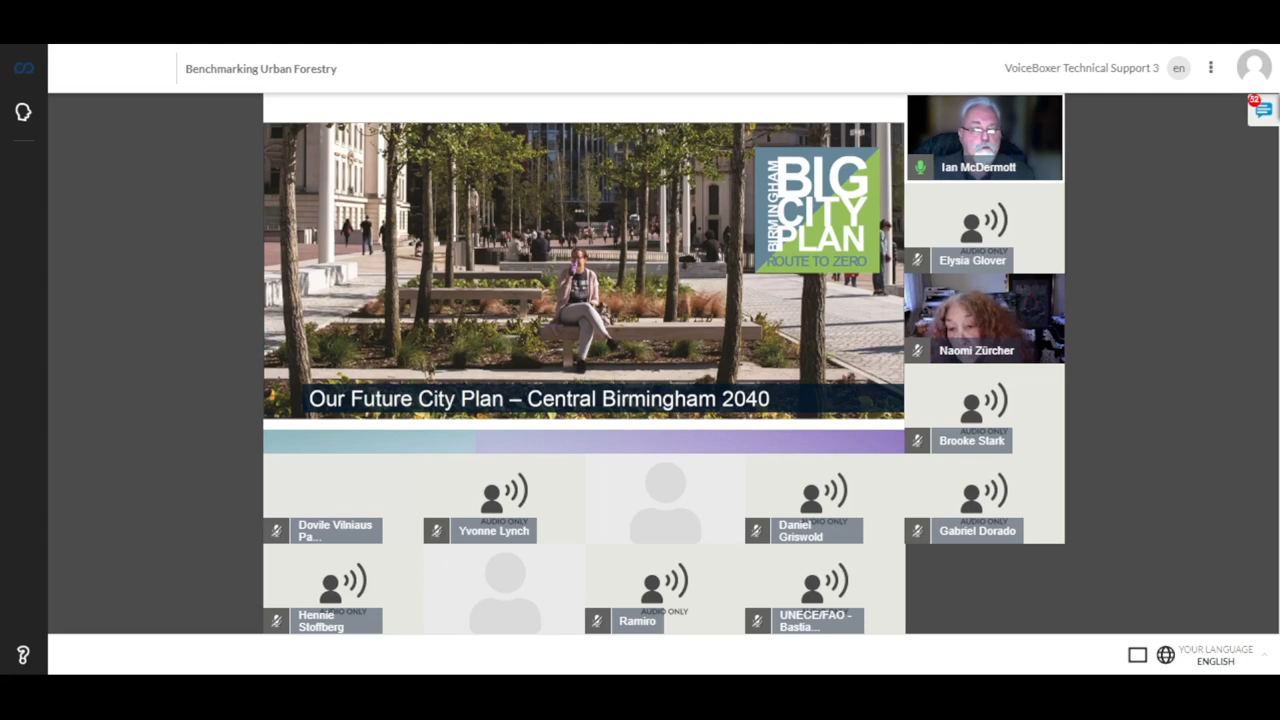 Benchmarking Urban Forestry
VoiceBoxer Technical Support 3
en
52
BIRMINGHAM
BIG
CITY
PLAN
ROUTE TO ZERO
Our Future City Plan – Central Birmingham 2040
Ian McDermott
AUDIO ONLY
Elysia Glover
Naomi Zürcher
AUDIO ONLY
Brooke Stark
Dovile Vilniaus
Pa...
AUDIO ONLY
Yvonne Lynch
AUDIO ONLY
Daniel
Griswold
AUDIO ONLY
Gabriel Dorado
AUDIO ONLY
Hennie
Stoffberg
AUDIO ONLY
Ramiro
AUDIO ONLY
UNECE/FAO -
Bastia...
?
YOUR LANGUAGE
ENGLISH